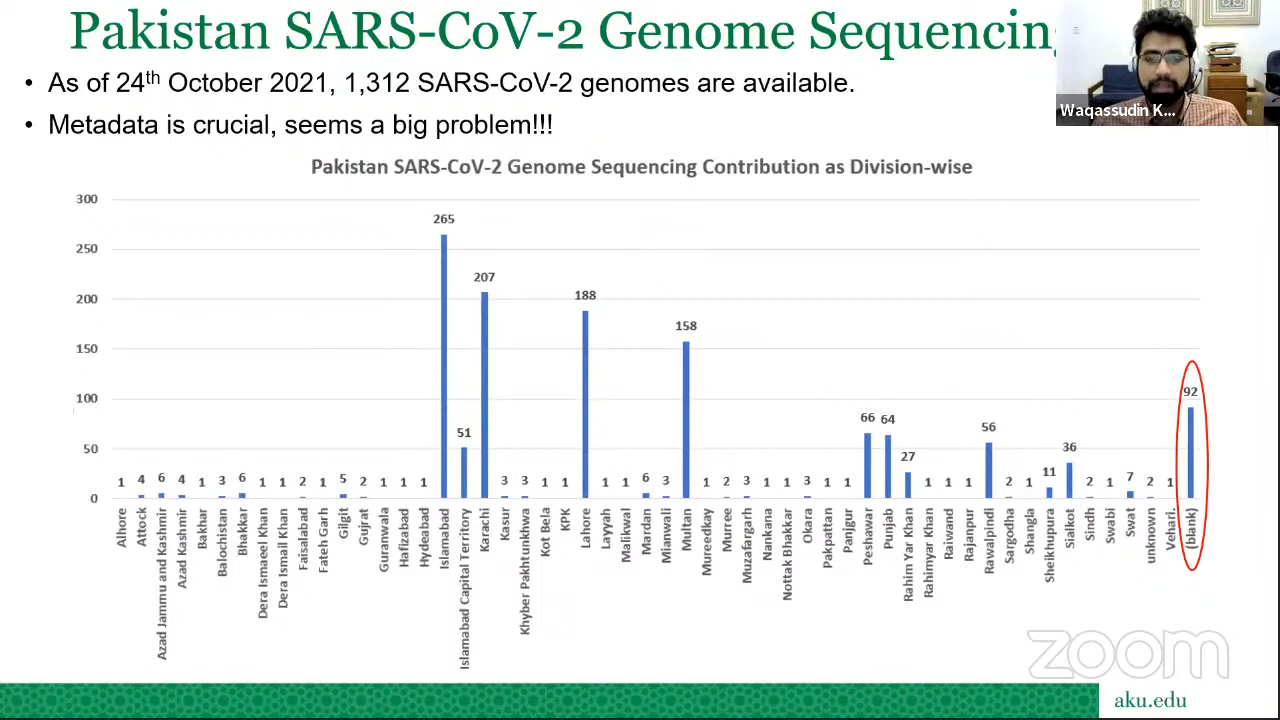 Pakistan SARS-CoV-2 Genome Sequencing
• As of 24th October 2021, 1,312 SARS-CoV-2 genomes are available.
• Metadata is crucial, seems a big problem!!!
Waqassudin K...
Pakistan SARS-CoV-2 Genome Sequencing Contribution as Division-wise
300
250
200
150
100
50
0
1 4 6 4 1 3 6 1 1 2 1 5 2 1 1 1 265 51 207 3 3 1 1 188 1 1 6 3 158 1 2 3 1 1 3 1 1 66 64 27 1 1 1 56 2 1 11 36 2 1 7 2 1 92
Alhore
Attock
Azad Jammu and Kashmir
Azad Kashmir
Bakhar
Balochistan
Bhakkar
Dera Ismaeel Khan
Dera Ismail Khan
Faisalabad
Fateh Garh
Gilgit
Gujrat
Guranwala
Hafizabad
Hydeabad
Islamabad
Islamabad Capital Territory
Karachi
Kasur
Khyber Pakhtunkhwa
Kot Bela
KPK
Lahore
Layyah
Malikwal
Mardan
Mianwali
Multan
Mureedkay
Murree
Muzafargarh
Nankana
Nottak Bhakkar
Okara
Pakpattan
Panjgur
Peshawar
Punjab
Rahim Yar Khan
Rahimyar Khan
Raiwand
Rajanpur
Rawalpindi
Sargodha
Shangla
Sheikhupura
Sialkot
Sindh
Swabi
Swat
unknown
Vehari.
(blank)
zoom
aku.edu